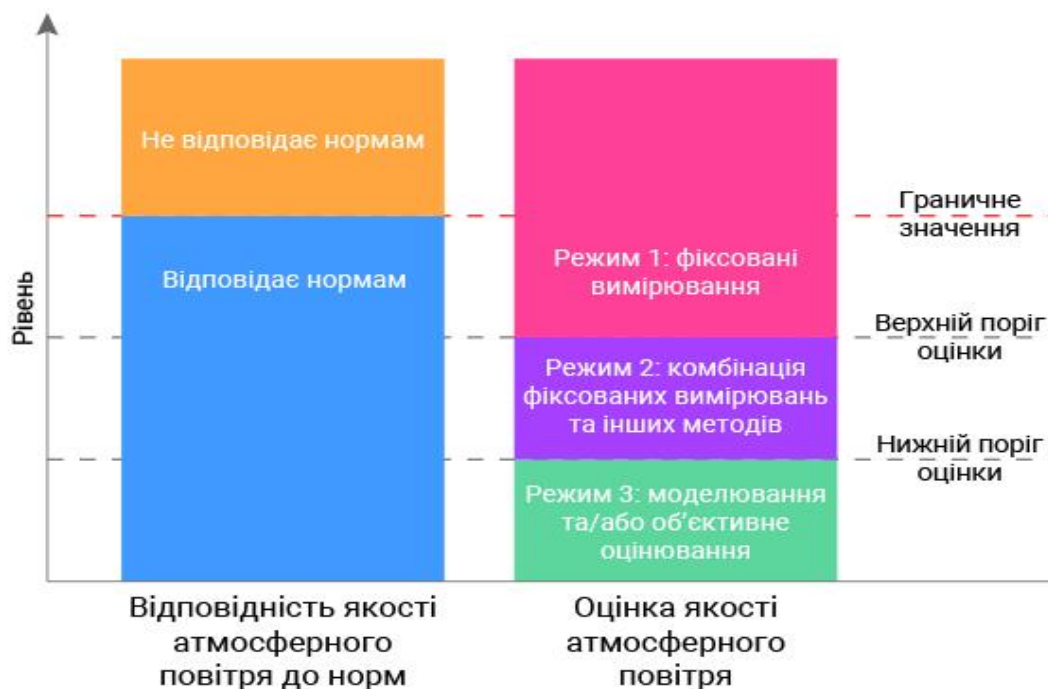 Рівень
Не відповідає нормам
Відповідає нормам
Режим 1: фіксовані
вимірювання
Режим 2: комбінація
фіксованих вимірювань
та інших методів
Режим 3: моделювання
та/або об’єктивне
оцінювання
Граничне
значення
Верхній поріг
оцінки
Нижній поріг
оцінки
Відповідність якості
атмосферного
повітря до норм
Оцінка якості
атмосферного
повітря